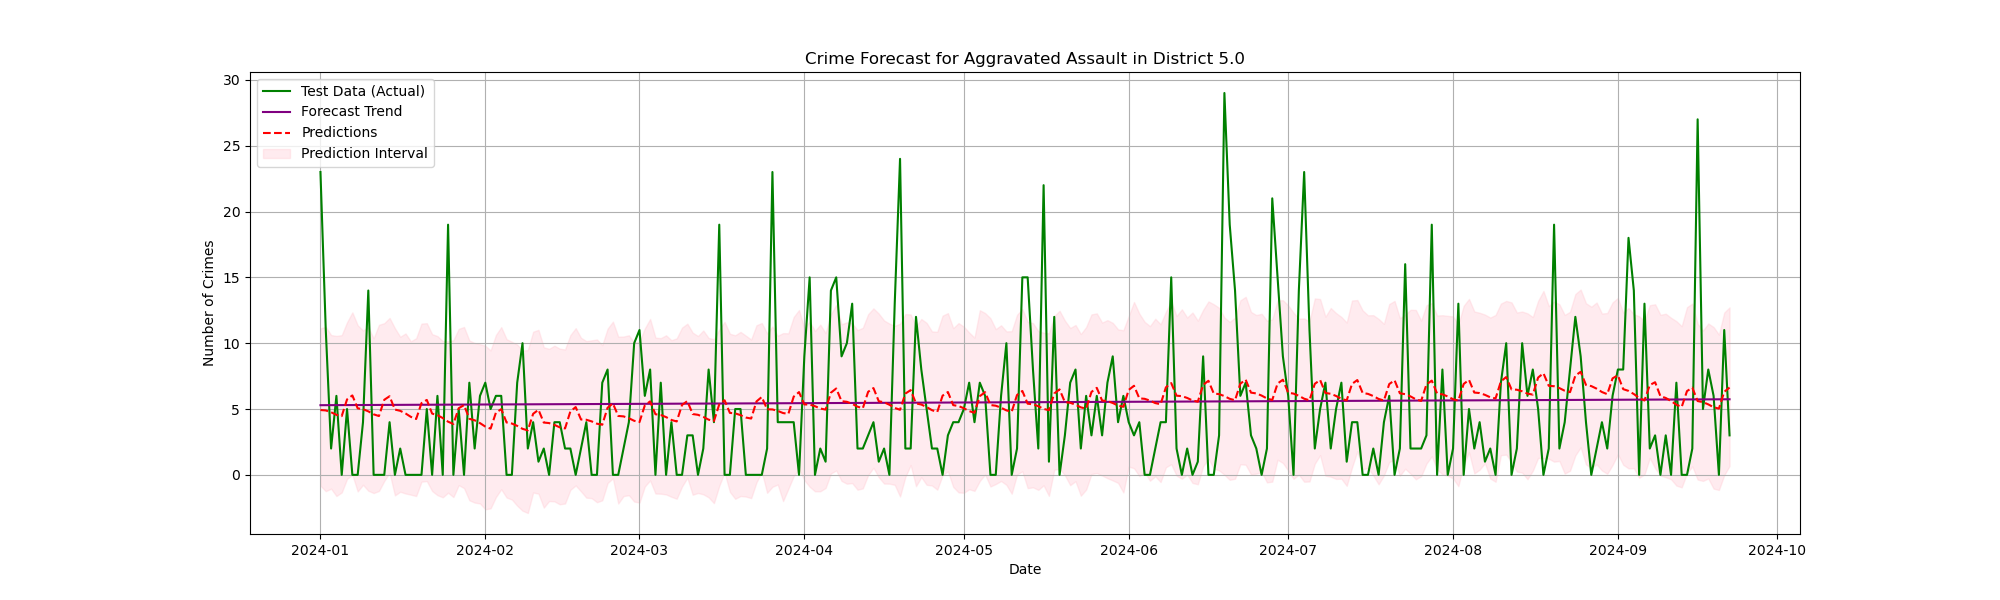 Crime Forecast for Aggravated Assault in District 5.0
30
25
20
15
10
5
0
Number of Crimes
Test Data (Actual)
Forecast Trend
Predictions
Prediction Interval
2024-01 2024-02 2024-03 2024-04 2024-05 2024-06 2024-07 2024-08 2024-09 2024-10
Date